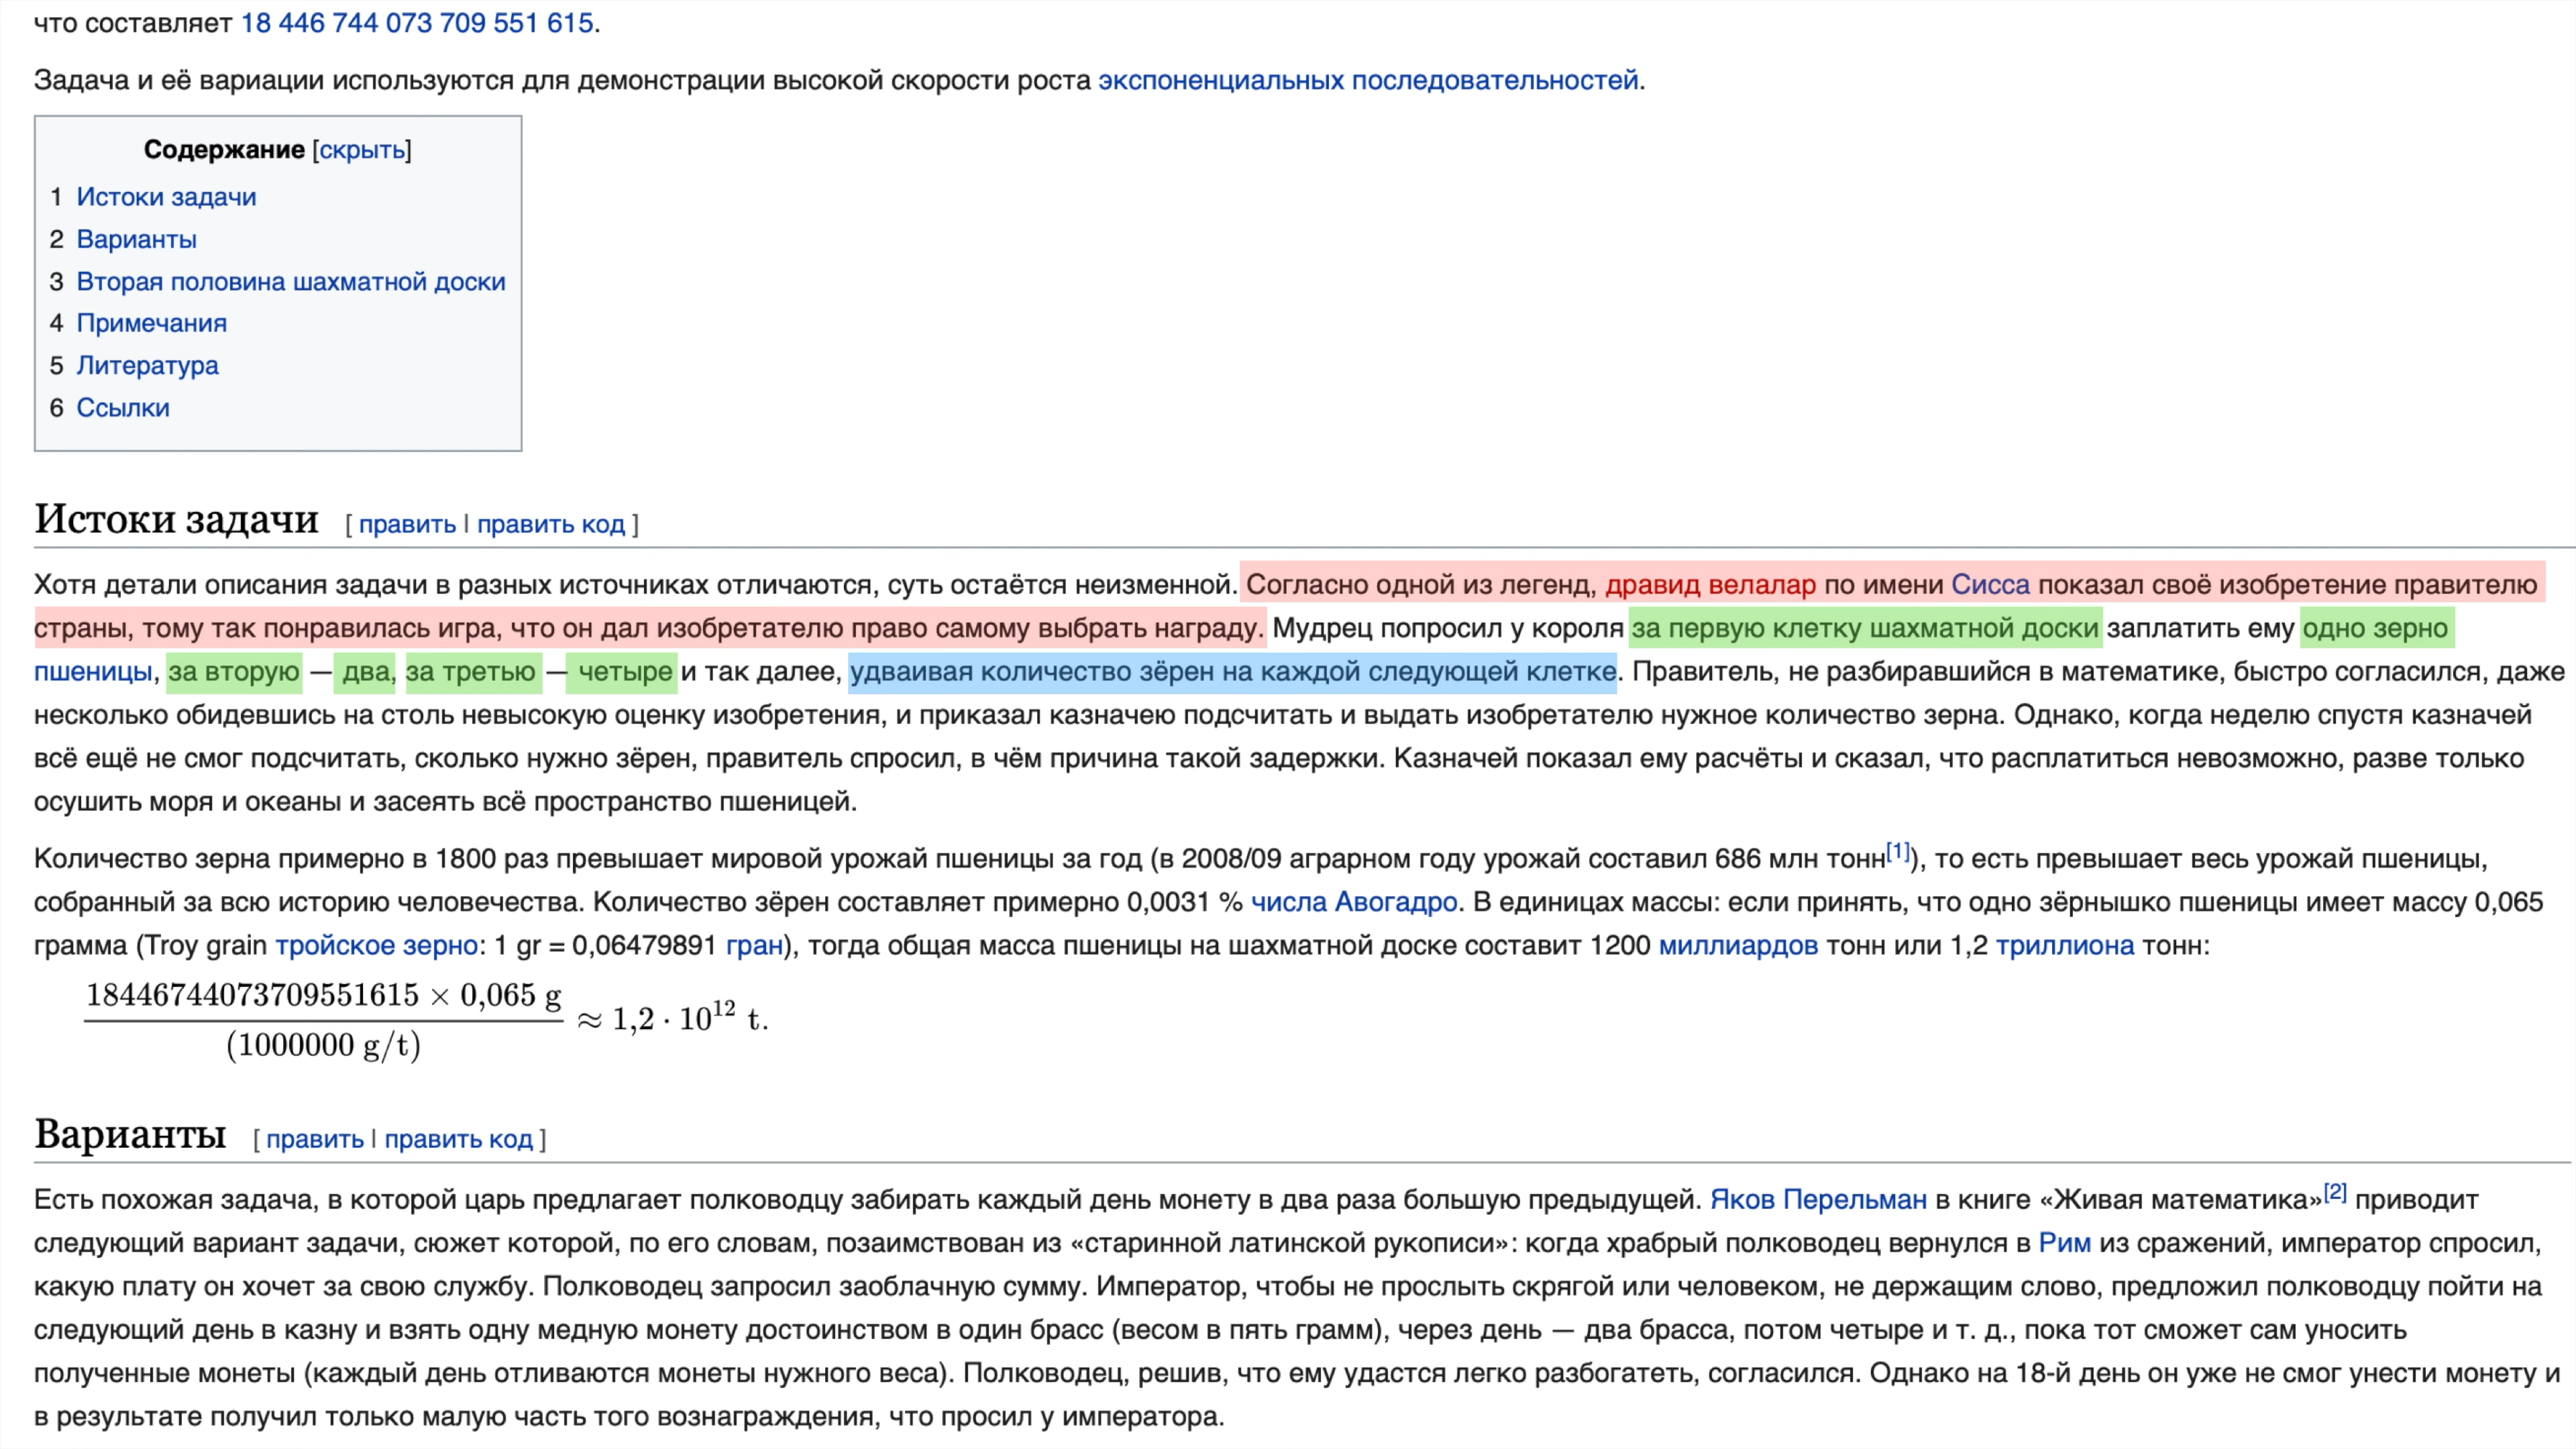 что составляет 18 446 744 073 709 551 615.
Задача и её вариации используются для демонстрации высокой скорости роста экспоненциальных последовательностей.
Содержание [скрыть]
1 Истоки задачи
2 Варианты
3 Вторая половина шахматной доски
4 Примечания
5 Литература
6 Ссылки
Истоки задачи [ править | править код ]
Хотя детали описания задачи в разных источниках отличаются, суть остаётся неизменной. Согласно одной из легенд, дравид велалар по имени Сисса показал своё изобретение правителю
страны, тому так понравилась игра, что он дал изобретателю право самому выбрать награду. Мудрец попросил у короля за первую клетку шахматной доски заплатить ему одно зерно
пшеницы, за вторую — два, за третью — четыре и так далее, удваивая количество зёрен на каждой следующей клетке. Правитель, не разбиравшийся в математике, быстро согласился, даже
несколько обидевшись на столь невысокую оценку изобретения, и приказал казначею подсчитать и выдать изобретателю нужное количество зерна. Однако, когда неделю спустя казначей
всё ещё не смог подсчитать, сколько нужно зёрен, правитель спросил, в чём причина такой задержки. Казначей показал ему расчёты и сказал, что расплатиться невозможно, разве только
осушить моря и океаны и засеять всё пространство пшеницей.
Количество зерна примерно в 1800 раз превышает мировой урожай пшеницы за год (в 2008/09 аграрном году урожай составил 686 млн тонн[1]), то есть превышает весь урожай пшеницы,
собранный за всю историю человечества. Количество зёрен составляет примерно 0,0031 % числа Авогадро. В единицах массы: если принять, что одно зёрнышко пшеницы имеет массу 0,065
грамма (Troy grain тройское зерно: 1 gr = 0,06479891 гран), тогда общая масса пшеницы на шахматной доске составит 1200 миллиардов тонн или 1,2 триллиона тонн:
18446744073709551615 × 0,065 g
(1000000 g/t)
≈ 1,2 · 10¹² t.
Варианты [ править | править код ]
Есть похожая задача, в которой царь предлагает полководцу забирать каждый день монету в два раза большую предыдущей. Яков Перельман в книге «Живая математика»[2] приводит
следующий вариант задачи, сюжет которой, по его словам, позаимствован из «старинной латинской рукописи»: когда храбрый полководец вернулся в Рим из сражений, император спросил,
какую плату он хочет за свою службу. Полководец запросил заоблачную сумму. Император, чтобы не прослыть скрягой или человеком, не держащим слово, предложил полководцу пойти на
следующий день в казну и взять одну медную монету достоинством в один брасс (весом в пять грамм), через день — два брасса, потом четыре и т. д., пока тот сможет сам уносить
полученные монеты (каждый день отливаются монеты нужного веса). Полководец, решив, что ему удастся легко разбогатеть, согласился. Однако на 18-й день он уже не смог унести монету и
в результате получил только малую часть того вознаграждения, что просил у императора.